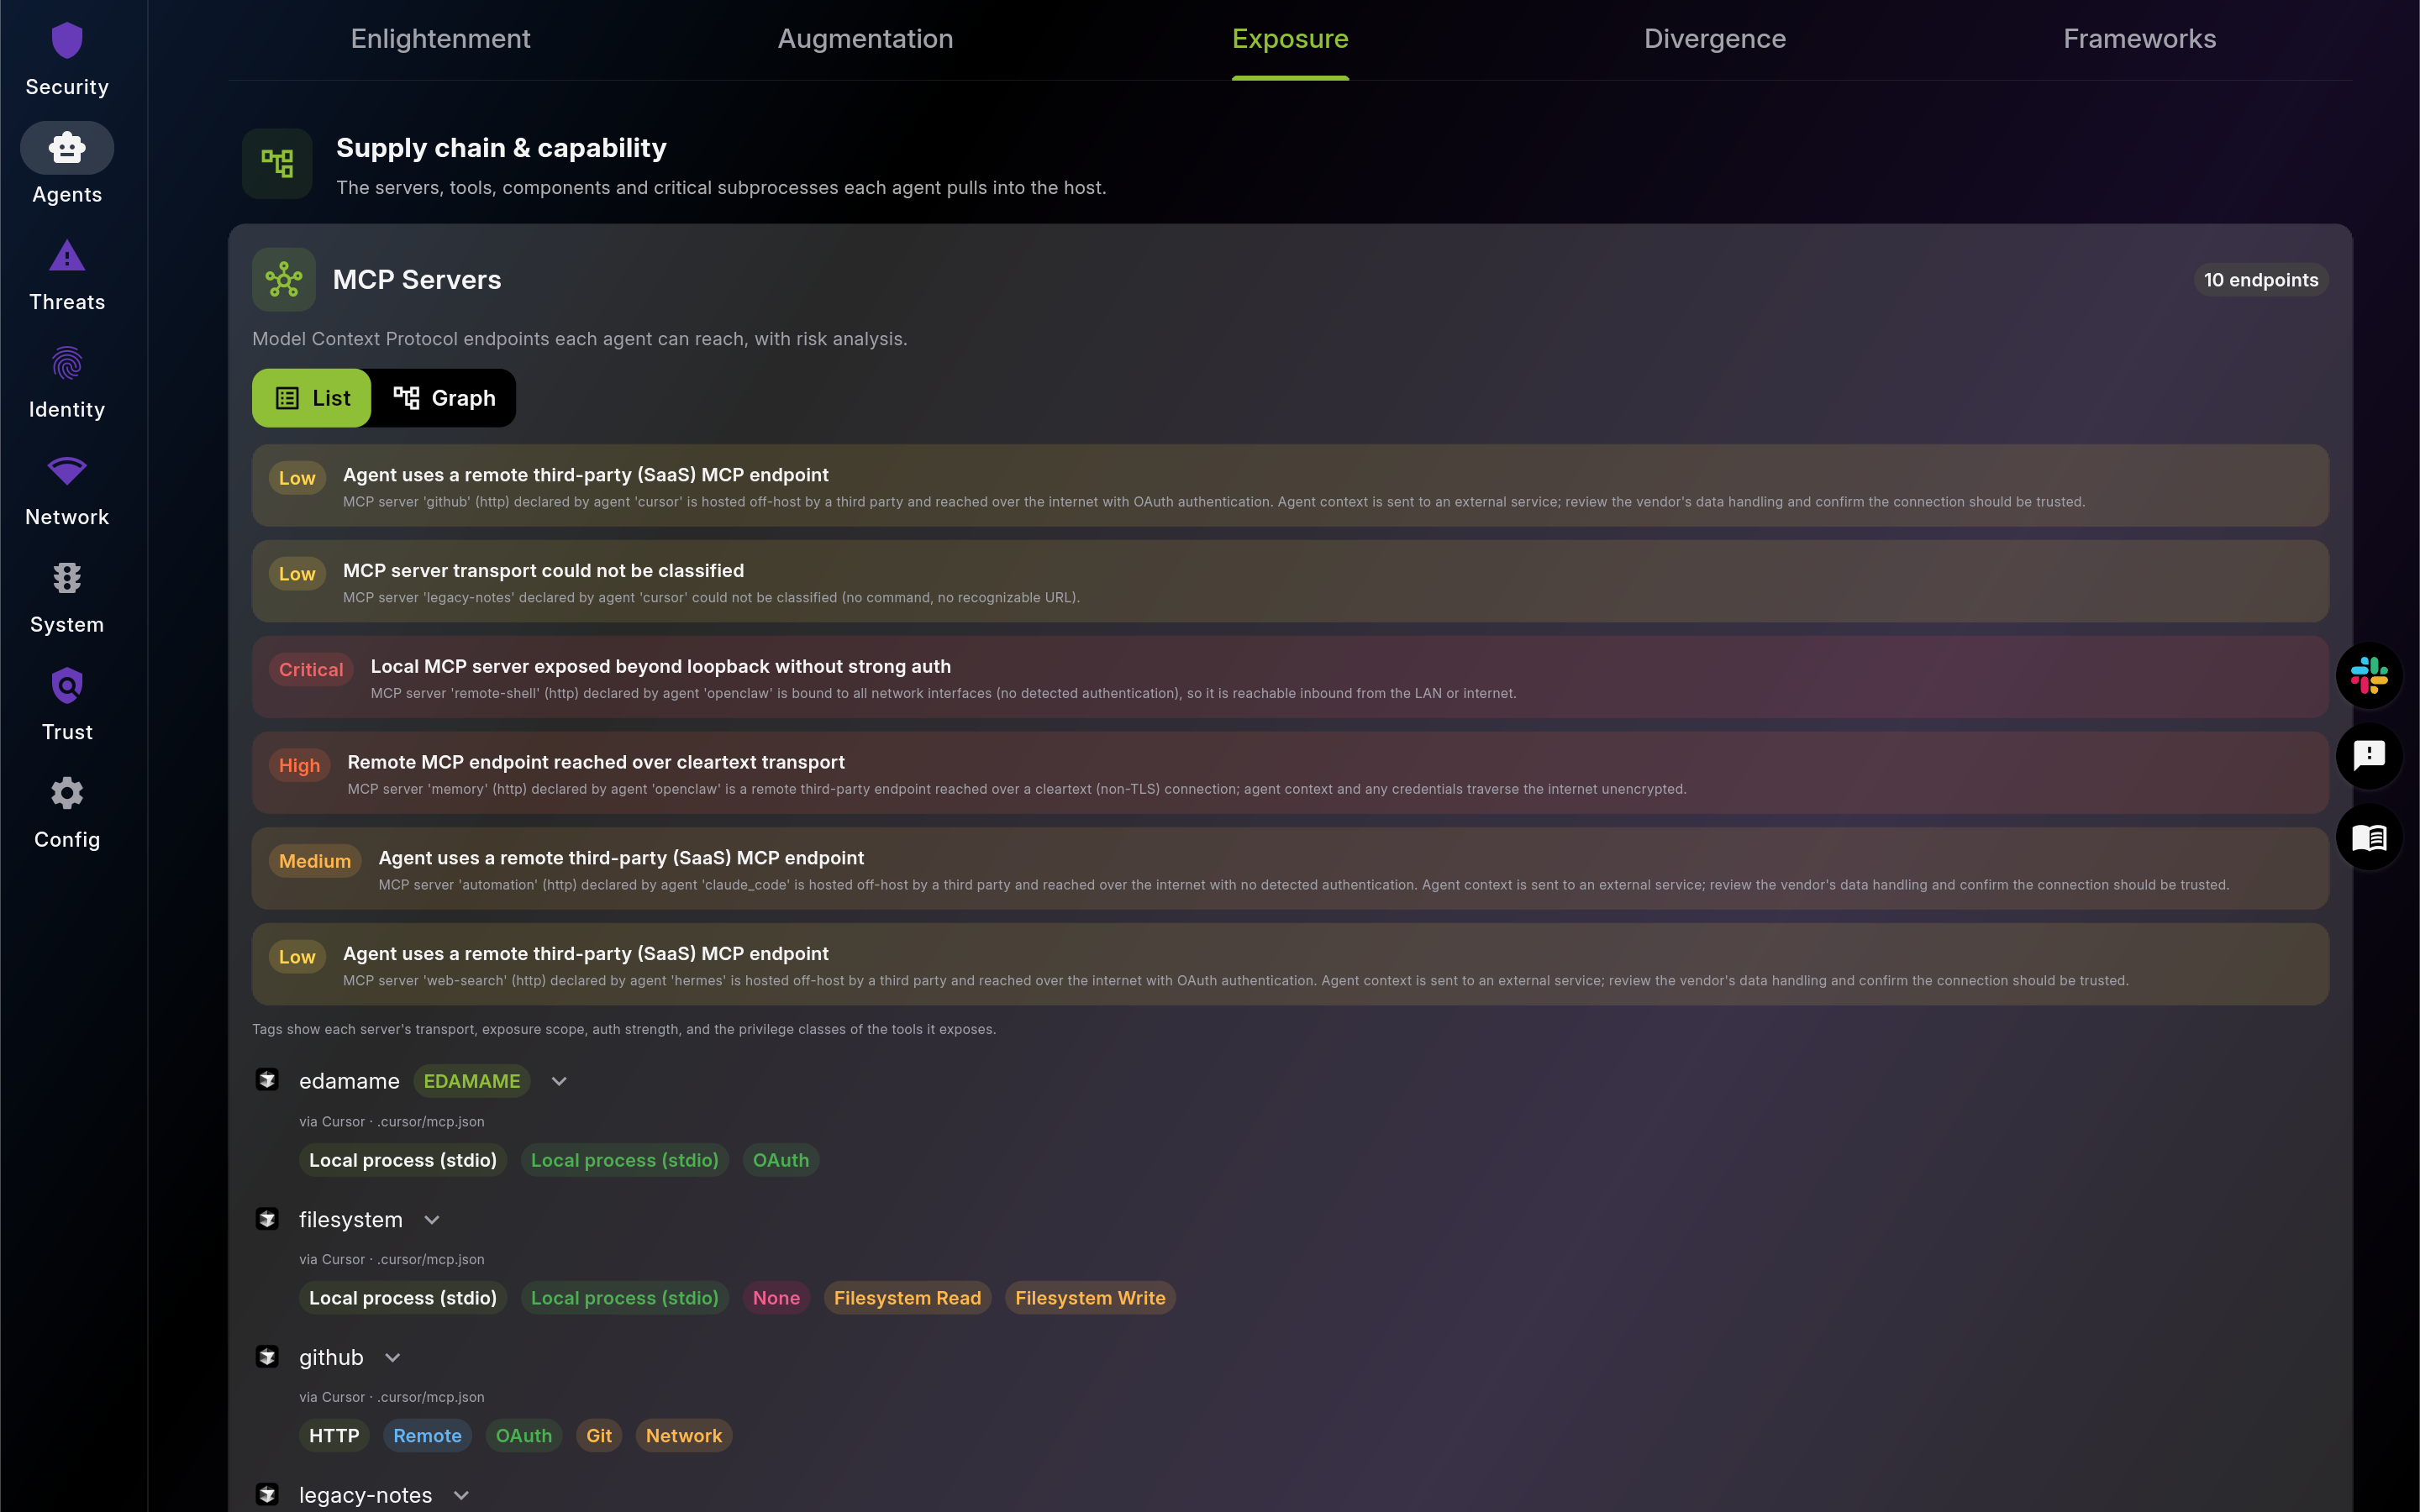 Security
Agents
Threats
Identity
Network
System
Trust
Config
Enlightenment
Augmentation
Exposure
Divergence
Frameworks
Supply chain & capability
The servers, tools, components and critical subprocesses each agent pulls into the host.
MCP Servers
10 endpoints
Model Context Protocol endpoints each agent can reach, with risk analysis.
List
Graph
Low
Agent uses a remote third-party (SaaS) MCP endpoint
MCP server 'github' (http) declared by agent 'cursor' is hosted off-host by a third party and reached over the internet with OAuth authentication. Agent context is sent to an external service; review the vendor's data handling and confirm the connection should be trusted.
Low
MCP server transport could not be classified
MCP server 'legacy-notes' declared by agent 'cursor' could not be classified (no command, no recognizable URL).
Critical
Local MCP server exposed beyond loopback without strong auth
MCP server 'remote-shell' (http) declared by agent 'openclaw' is bound to all network interfaces (no detected authentication), so it is reachable inbound from the LAN or internet.
High
Remote MCP endpoint reached over cleartext transport
MCP server 'memory' (http) declared by agent 'openclaw' is a remote third-party endpoint reached over a cleartext (non-TLS) connection; agent context and any credentials traverse the internet unencrypted.
Medium
Agent uses a remote third-party (SaaS) MCP endpoint
MCP server 'automation' (http) declared by agent 'claude_code' is hosted off-host by a third party and reached over the internet with no detected authentication. Agent context is sent to an external service; review the vendor's data handling and confirm the connection should be trusted.
Low
Agent uses a remote third-party (SaaS) MCP endpoint
MCP server 'web-search' (http) declared by agent 'hermes' is hosted off-host by a third party and reached over the internet with OAuth authentication. Agent context is sent to an external service; review the vendor's data handling and confirm the connection should be trusted.
Tags show each server's transport, exposure scope, auth strength, and the privilege classes of the tools it exposes.
edamame EDAMAME
via Cursor · .cursor/mcp.json
Local process (stdio) Local process (stdio) OAuth
filesystem
via Cursor · .cursor/mcp.json
Local process (stdio) Local process (stdio) None Filesystem Read Filesystem Write
github
via Cursor · .cursor/mcp.json
HTTP Remote OAuth Git Network
legacy-notes